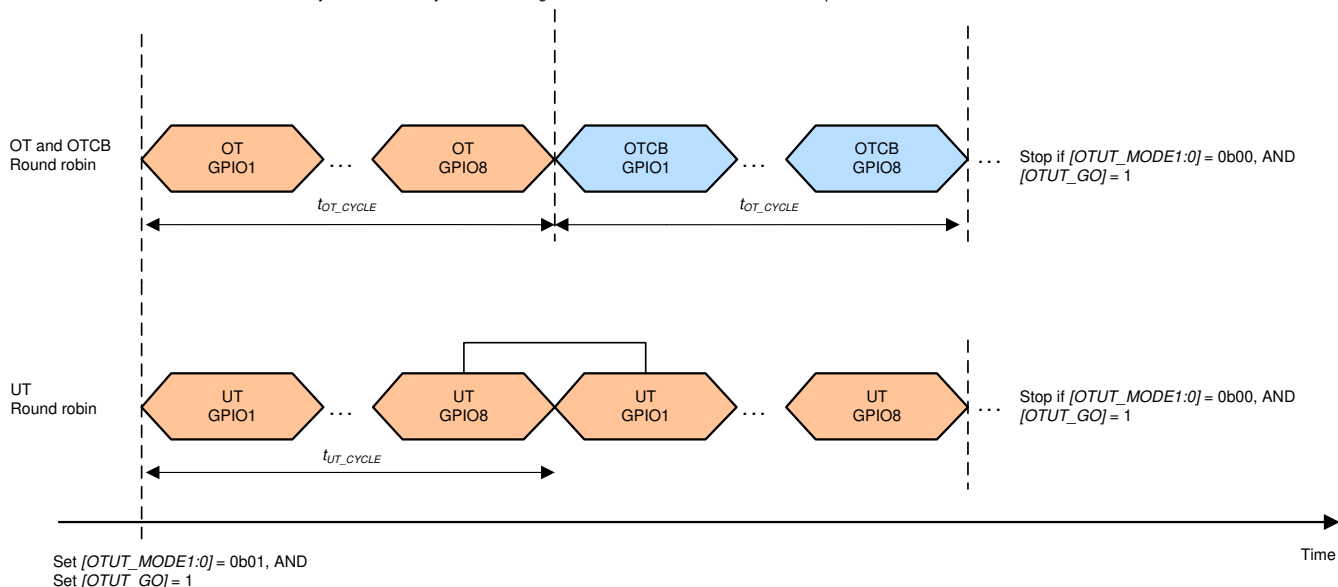 OT and OTCB
Round robin
OT
GPIO1
...
OT
GPIO8
OTCB
GPIO1
...
OTCB
GPIO8
...
Stop if [OTUT_MODE1:0] = 0b00, AND
[OTUT_GO] = 1
tOT_CYCLE
tOT_CYCLE
UT
Round robin
UT
GPIO1
...
UT
GPIO8
UT
GPIO1
...
UT
GPIO8
...
Stop if [OTUT_MODE1:0] = 0b00, AND
[OTUT_GO] = 1
tUT_CYCLE
Time
Set [OTUT_MODE1:0] = 0b01, AND
Set [OTUT_GO] = 1